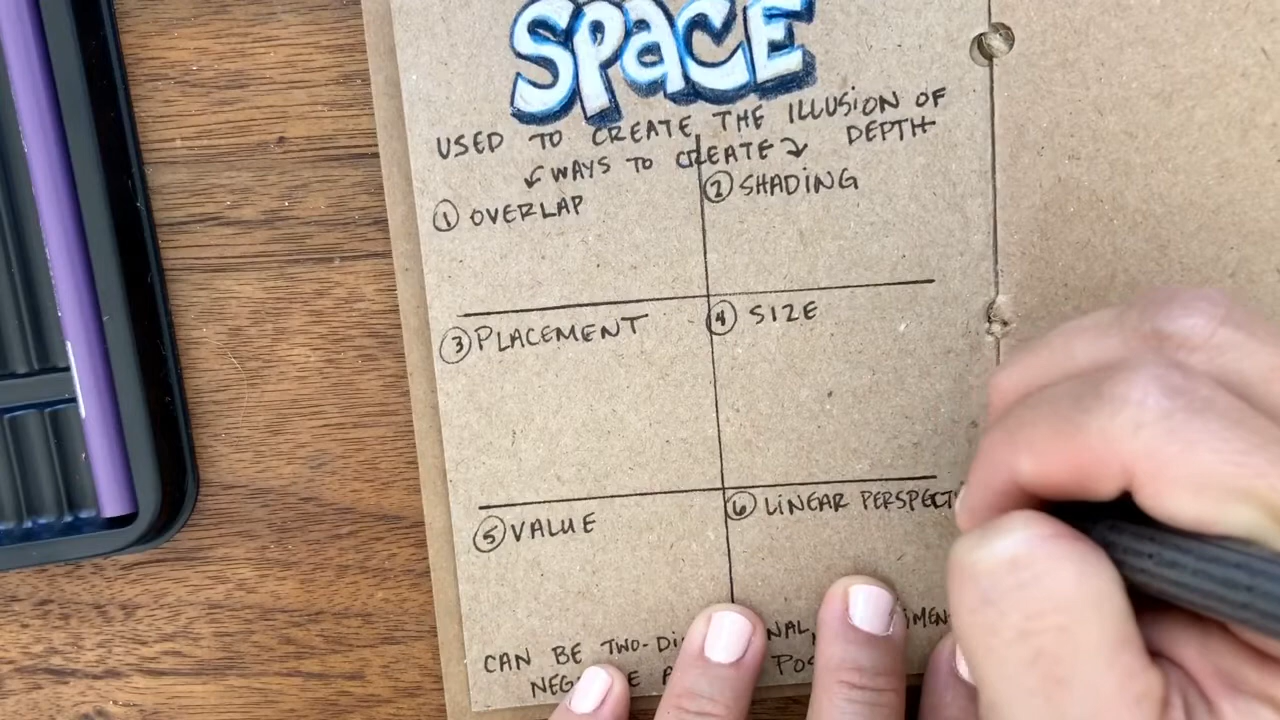 SPACE
USED TO CREATE THE ILLUSION OF
DEPTH
↙ WAYS TO CREATE ↘
① OVERLAP
② SHADING
③ PLACEMENT
④ SIZE
⑤ VALUE
⑥ LINEAR PERSPECT
CAN BE TWO-